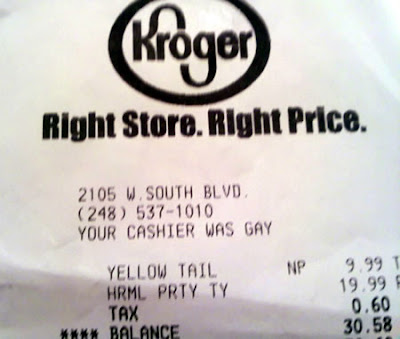 Kroger
Right Store. Right Price.
2105 W.SOUTH BLVD.
(248) 537-1010
YOUR CASHIER WAS GAY
YELLOW TAIL NP 9.99 T
HRML PRTY TY 19.99
TAX 0.60
**** BALANCE 30.58